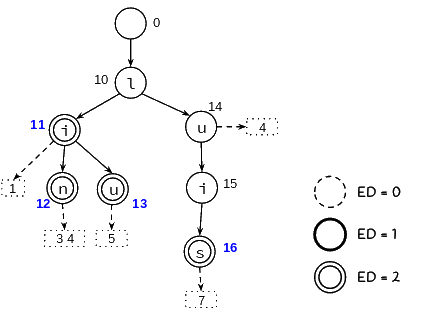 0
10 l
14
11 i
u
4
1
n
u
i 15
12
13
3 4
5
s 16
7
ED = 0
ED = 1
ED = 2